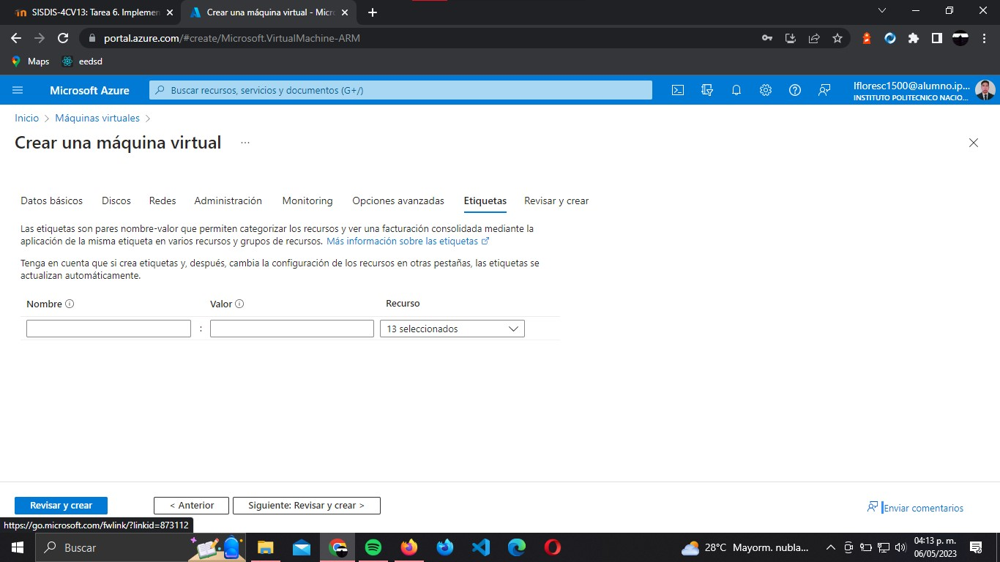 SISDIS-4CV13: Tarea 6. Implemen
Crear una máquina virtual - Micro
portal.azure.com/#create/Microsoft.VirtualMachine-ARM
Maps
eedsd
Microsoft Azure
Buscar recursos, servicios y documentos (G+/)
lfloresc1500@alumno.ip...
INSTITUTO POLITECNICO NACIO...
Inicio > Máquinas virtuales >
Crear una máquina virtual ...
Datos básicos Discos Redes Administración Monitoring Opciones avanzadas Etiquetas Revisar y crear
Las etiquetas son pares nombre-valor que permiten categorizar los recursos y ver una facturación consolidada mediante la
aplicación de la misma etiqueta en varios recursos y grupos de recursos. Más información sobre las etiquetas
Tenga en cuenta que si crea etiquetas y, después, cambia la configuración de los recursos en otras pestañas, las etiquetas se
actualizan automáticamente.
Nombre Valor Recurso
: 13 seleccionados
Revisar y crear < Anterior Siguiente: Revisar y crear >
Enviar comentarios
https://go.microsoft.com/fwlink/?linkid=873112
Buscar
28°C Mayorm. nubla...
04:13 p. m.
06/05/2023